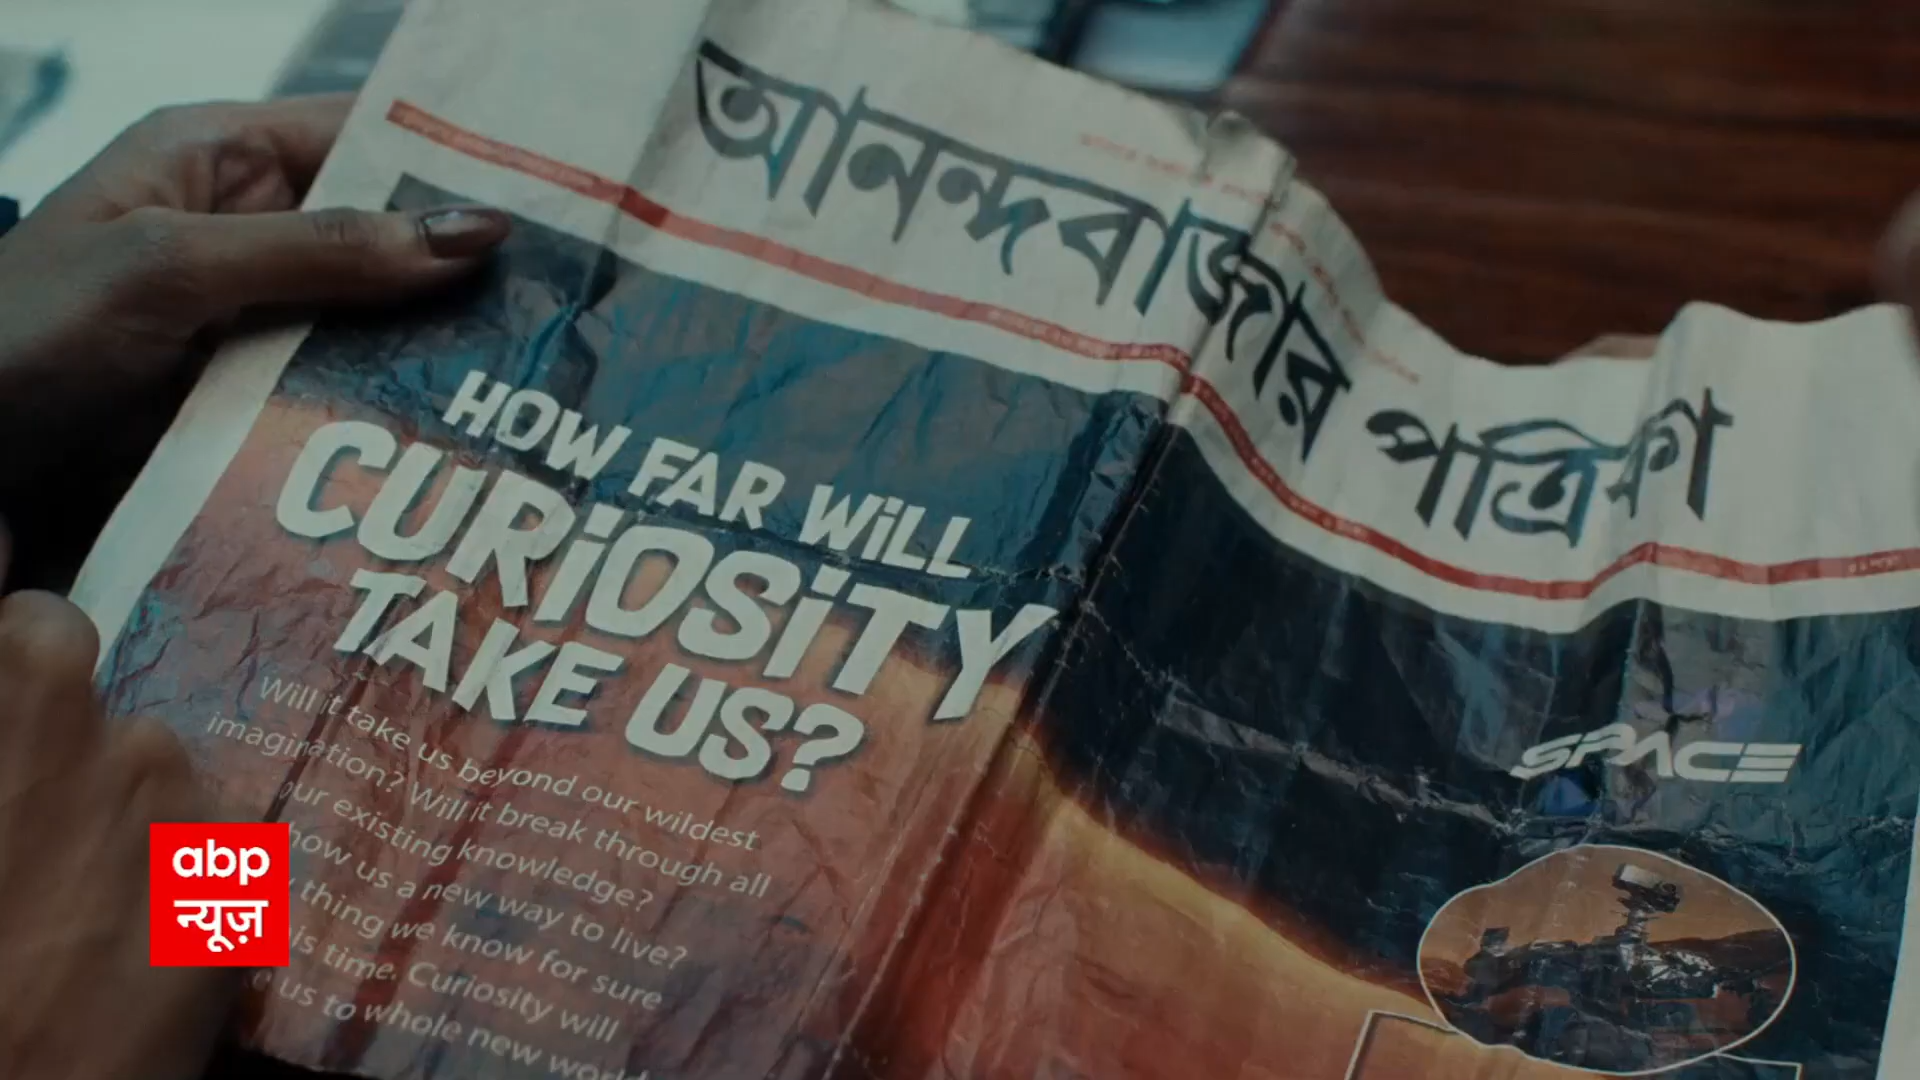 আনন্দবাজার পত্রিকা
HOW FAR WiLL
CURiOSiTY
TAKE US?
Will it take us beyond our wildest
imagination? Will it break through all
our existing knowledge?
how us a new way to live?
thing we know for sure
is time. Curiosity will
us to whole new world
SPACE
abp
न्यूज़